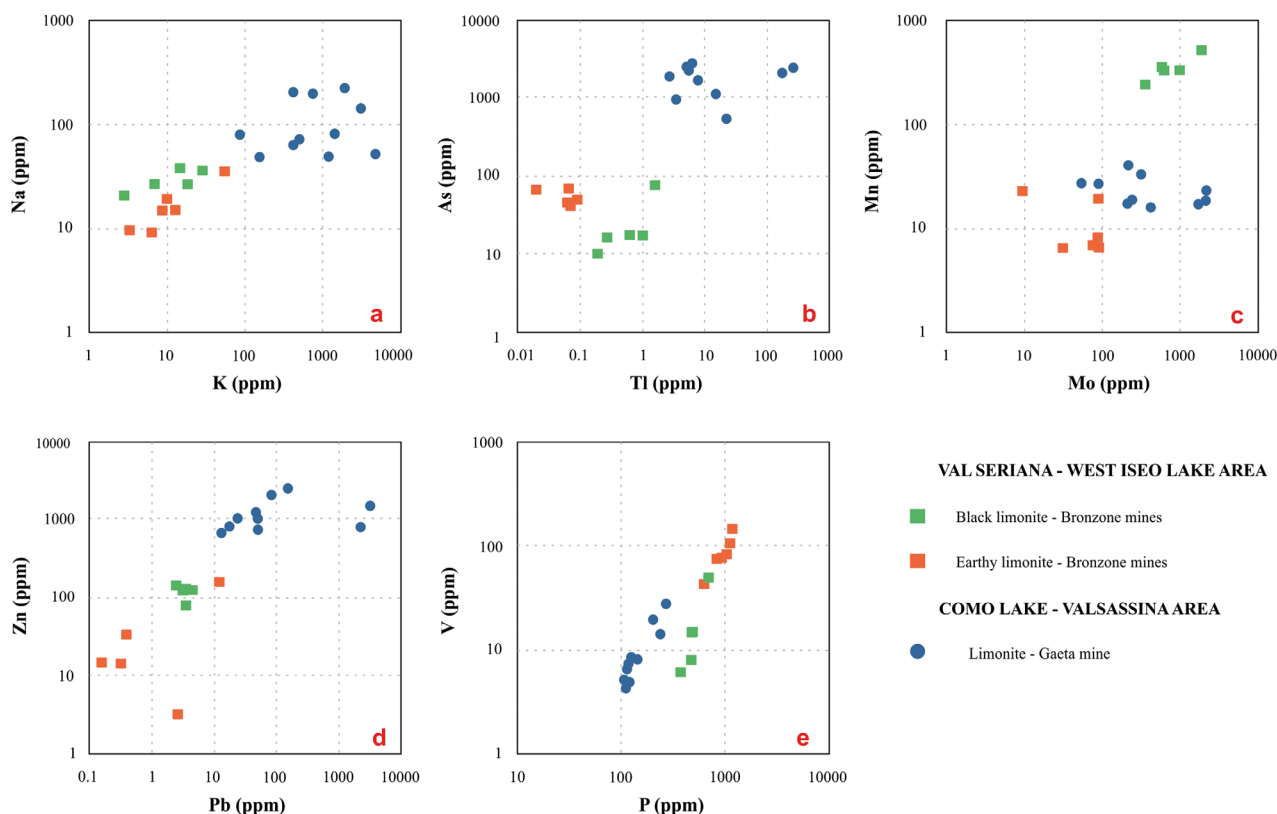 1000
100
10
1
Na (ppm)
1
10
100
1000
10000
K (ppm)
a
10000
1000
100
10
1
As (ppm)
0.01
0.1
1
10
100
1000
Tl (ppm)
b
1000
100
10
1
Mn (ppm)
1
10
100
1000
10000
Mo (ppm)
c
10000
1000
100
10
1
Zn (ppm)
0.1
1
10
100
1000
10000
Pb (ppm)
d
1000
100
10
1
V (ppm)
10
100
1000
10000
P (ppm)
e
VAL SERIANA - WEST ISEO LAKE AREA
Black limonite - Bronzone mines
Earthy limonite - Bronzone mines
COMO LAKE - VALSASSINA AREA
Limonite - Gaeta mine